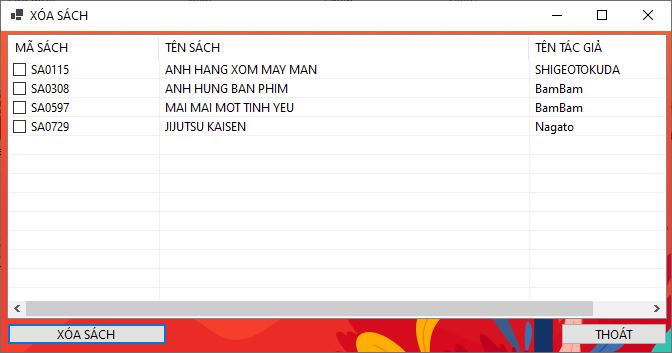 XÓA SÁCH
MÃ SÁCH TÊN SÁCH TÊN TÁC GIẢ
SA0115 ANH HANG XOM MAY MAN SHIGEOTOKUDA
SA0308 ANH HUNG BAN PHIM BamBam
SA0597 MAI MAI MOT TINH YEU BamBam
SA0729 JIJUTSU KAISEN Nagato
XÓA SÁCH THOÁT